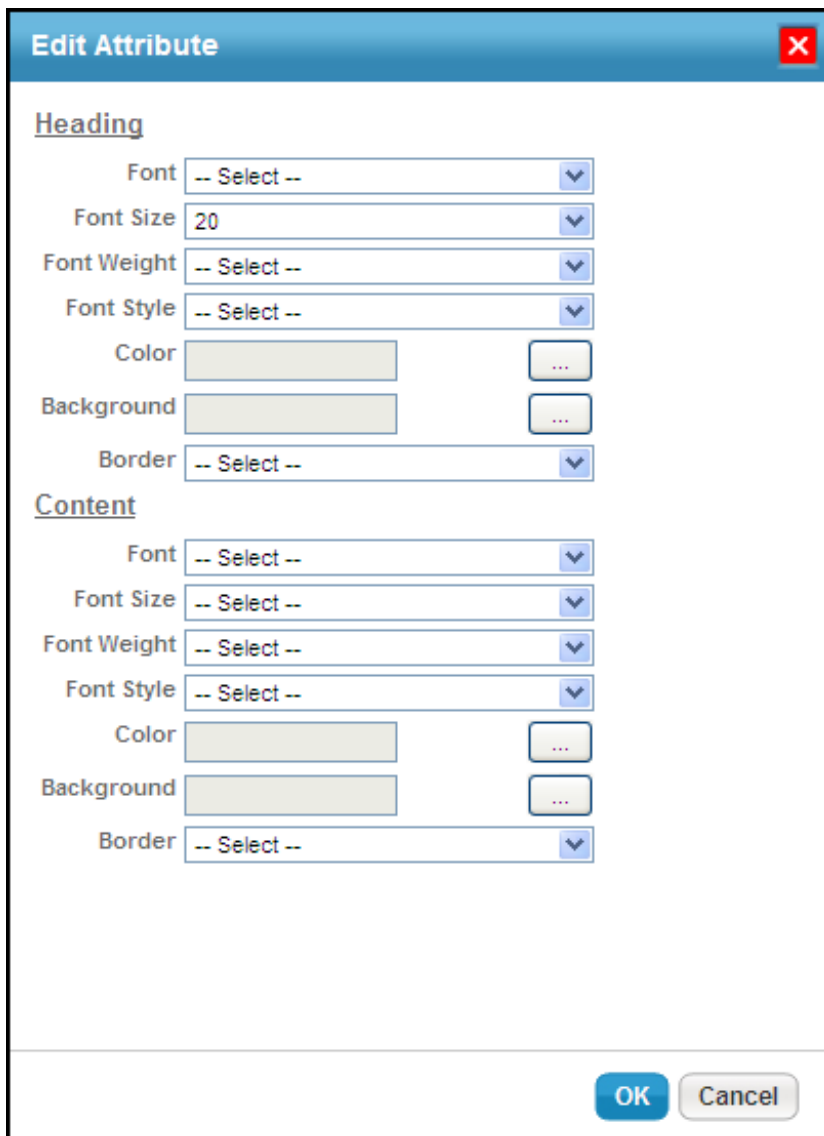 Edit Attribute
Heading
Font -- Select --
Font Size 20
Font Weight -- Select --
Font Style -- Select --
Color ...
Background ...
Border -- Select --
Content
Font -- Select --
Font Size -- Select --
Font Weight -- Select --
Font Style -- Select --
Color ...
Background ...
Border -- Select --
OK Cancel